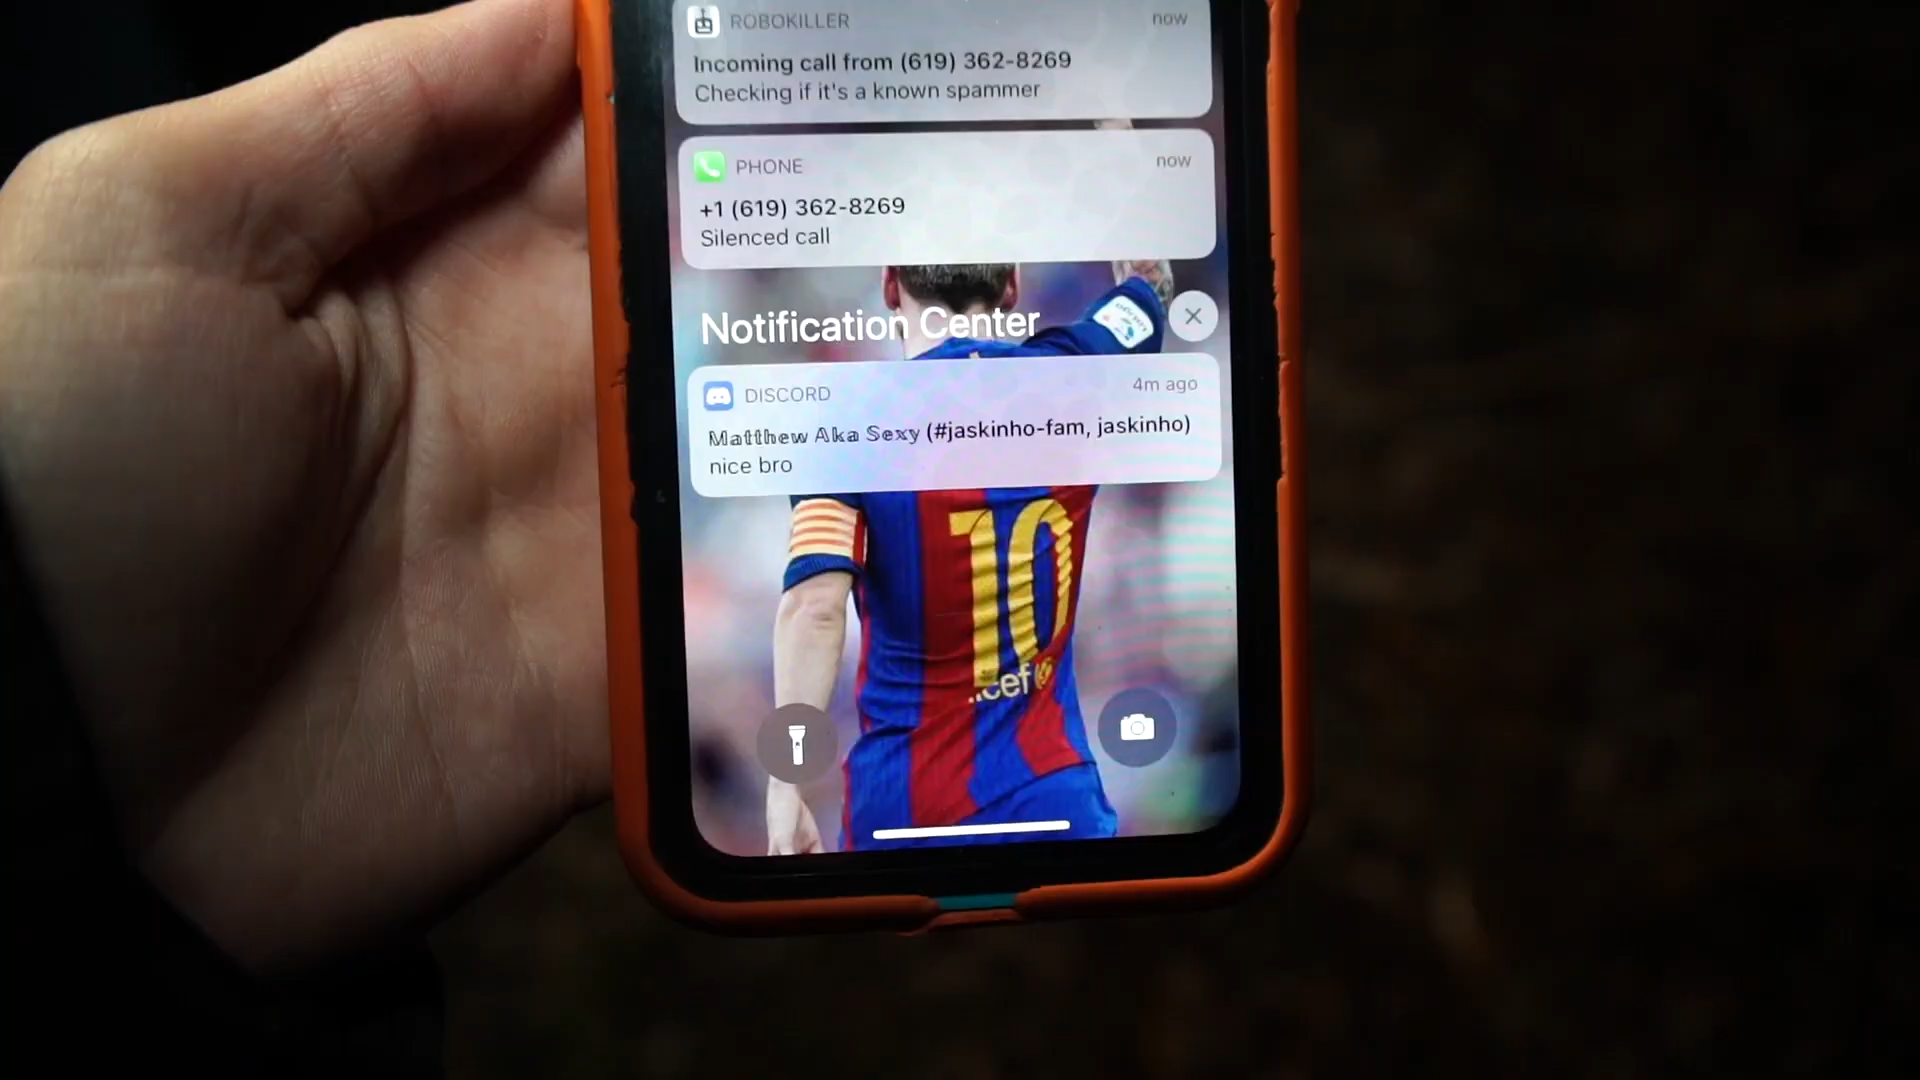 ROBOKILLER now
Incoming call from (619) 362-8269
Checking if it's a known spammer
PHONE now
+1 (619) 362-8269
Silenced call
Notification Center
DISCORD 4m ago
𝕄𝕒𝕥𝕥𝕙𝕖𝕨 𝔸𝕜𝕒 𝕊𝕖𝕩𝕪 (#jaskinho-fam, jaskinho)
nice bro
10
cef